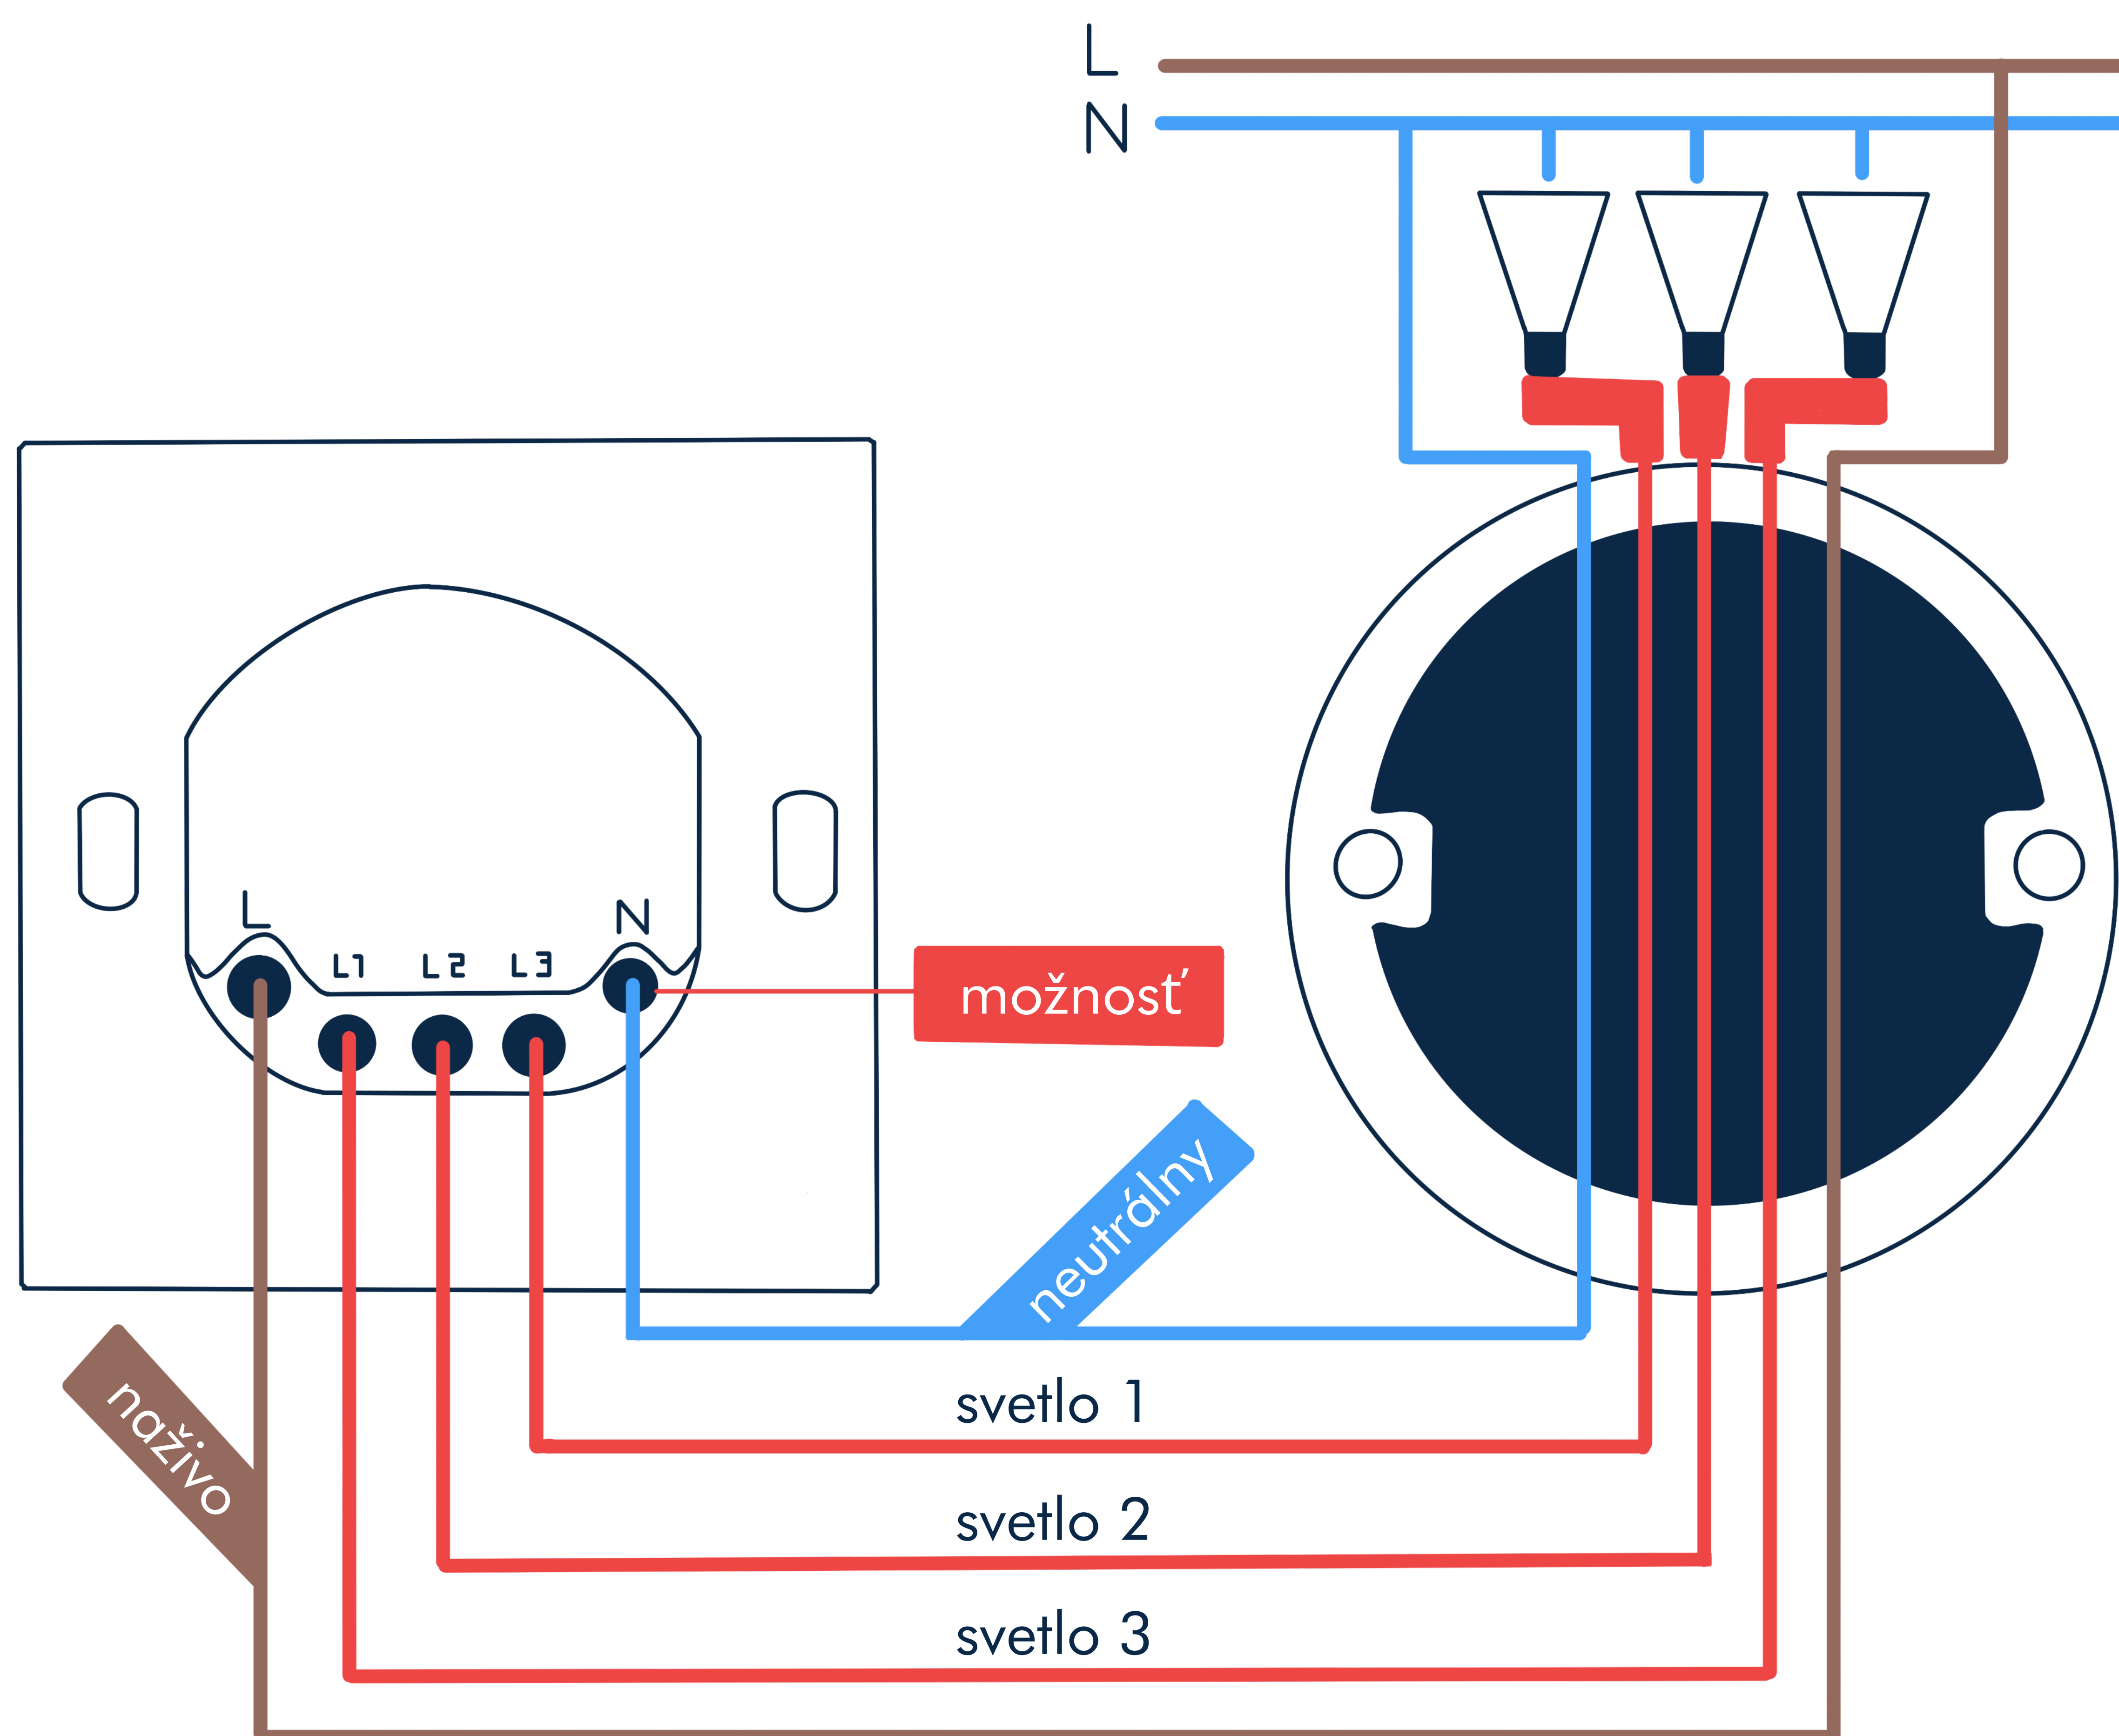 L
N
L
N
L1 L2 L3
možnosť
neutrálny
naživo
svetlo 1
svetlo 2
svetlo 3